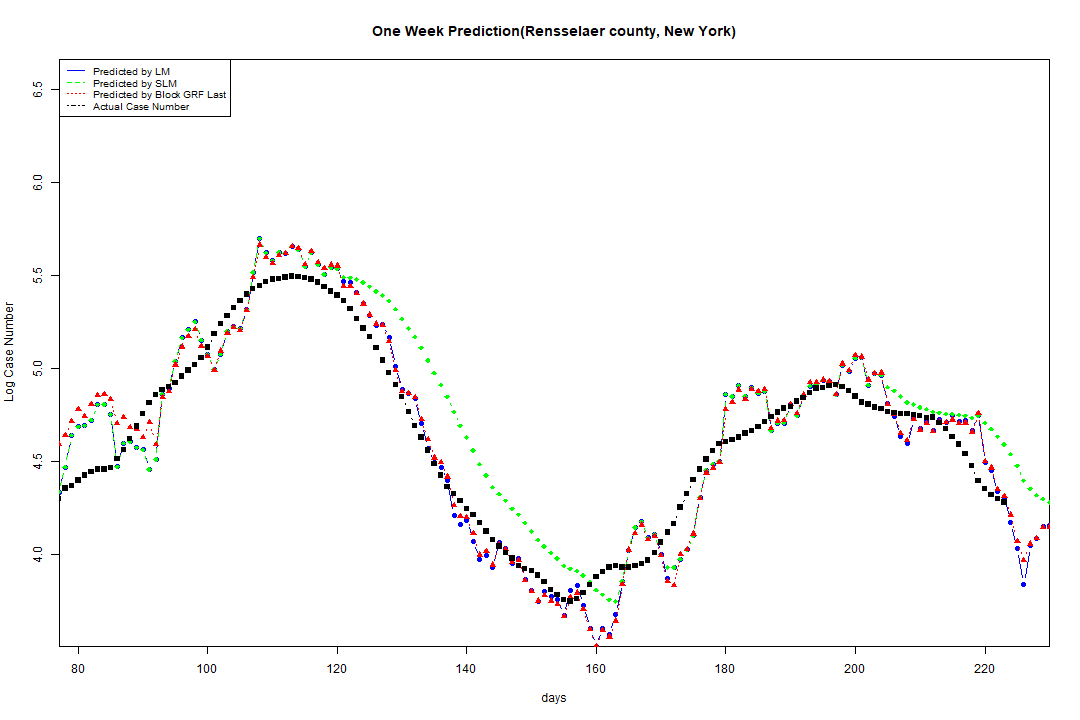 One Week Prediction(Rensselaer county, New York)
Predicted by LM
Predicted by SLM
Predicted by Block GRF Last
Actual Case Number
6.5
6.0
5.5
5.0
4.5
4.0
Log Case Number
80 100 120 140 160 180 200 220
days